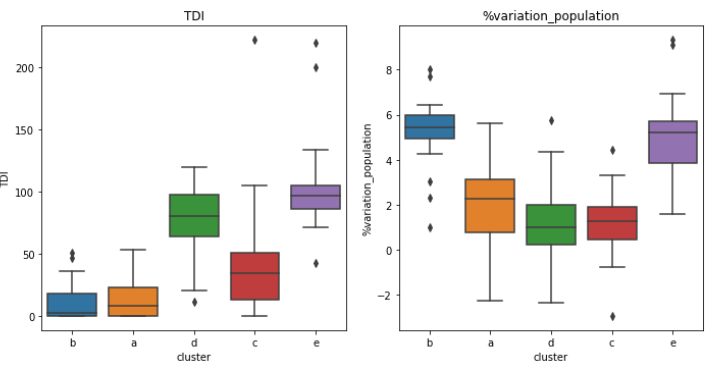 TDI
TDI
200
150
100
50
0
b a d c e
cluster
%variation_population
%variation_population
8
6
4
2
0
−2
b a d c e
cluster